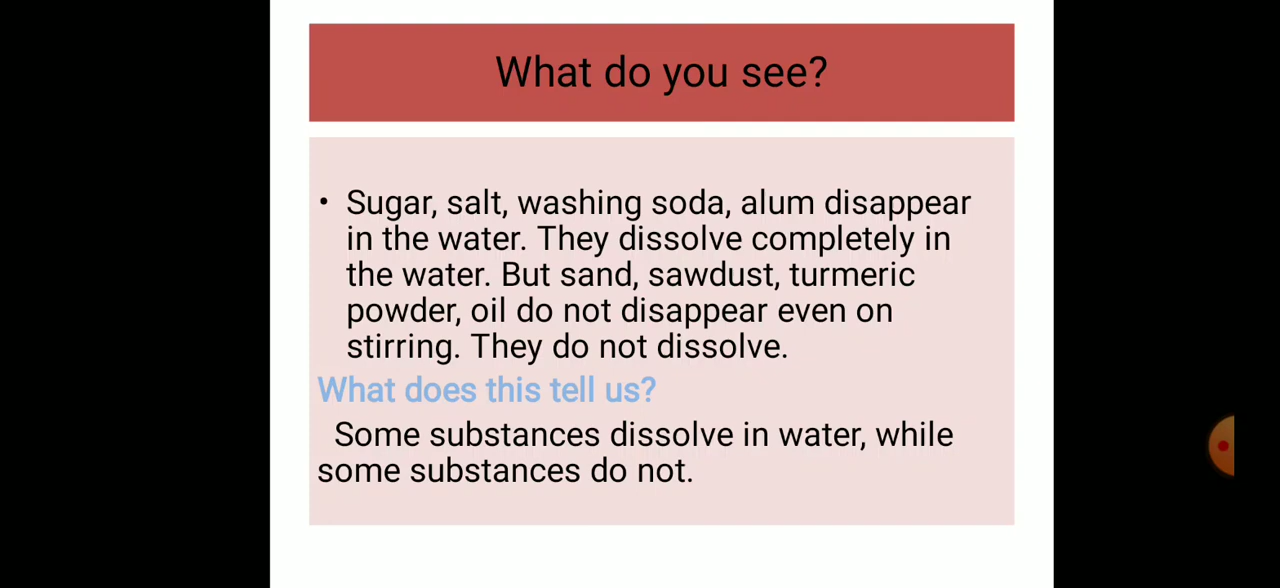 What do you see?
• Sugar, salt, washing soda, alum disappear
in the water. They dissolve completely in
the water. But sand, sawdust, turmeric
powder, oil do not disappear even on
stirring. They do not dissolve.
What does this tell us?
Some substances dissolve in water, while
some substances do not.